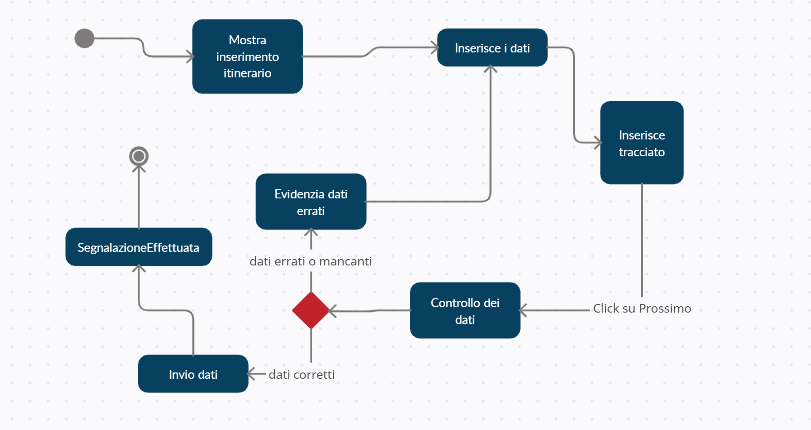 Mostra
inserimento
itinerario
Inserisce i dati
Inserisce
tracciato
Evidenzia dati
errati
SegnalazioneEffettuata
dati errati o mancanti
Controllo dei
dati
Click su Prossimo
Invio dati
dati corretti